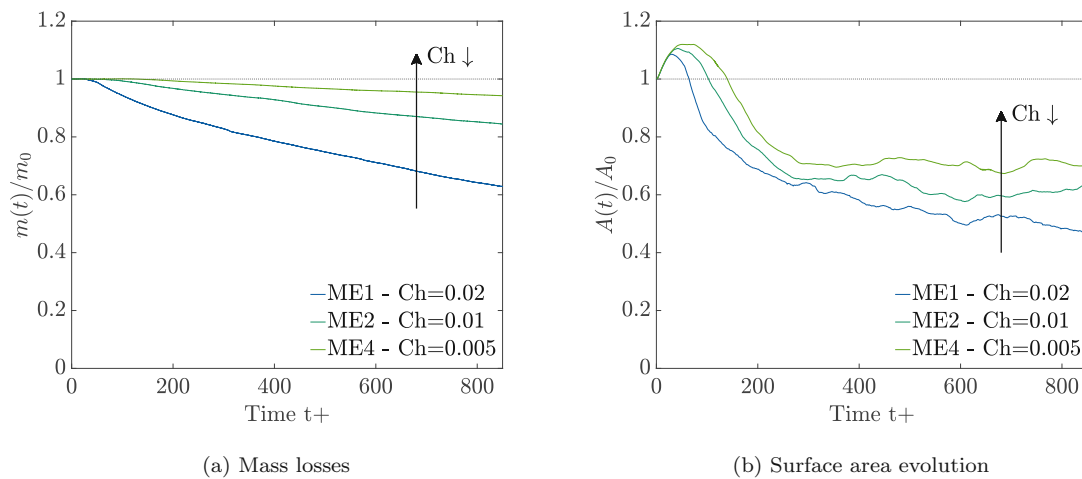 1.2
1
0.8
0.6
0.4
0.2
0
0
200
400
600
800
m(t)/m₀
Time t+
Ch ↓
ME1 - Ch=0.02
ME2 - Ch=0.01
ME4 - Ch=0.005
(a) Mass losses
1.2
1
0.8
0.6
0.4
0.2
0
0
200
400
600
800
A(t)/A₀
Time t+
Ch ↓
ME1 - Ch=0.02
ME2 - Ch=0.01
ME4 - Ch=0.005
(b) Surface area evolution